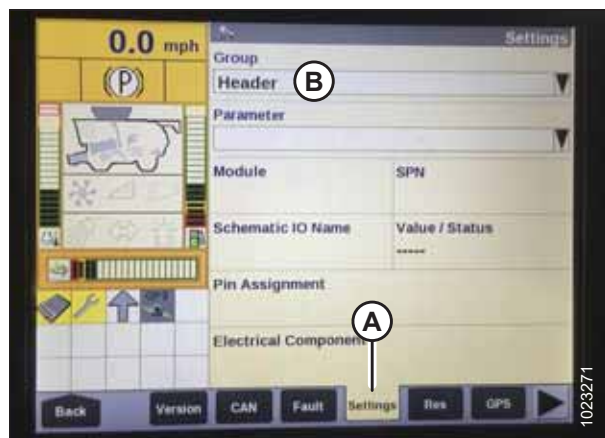 0.0 mph
(P)
Settings
Group
Header
B
Parameter
Module
SPN
Schematic IO Name
Value / Status
-----
Pin Assignment
A
Electrical Component
Back
Version
CAN
Fault
Settings
Res
GPS
1023271